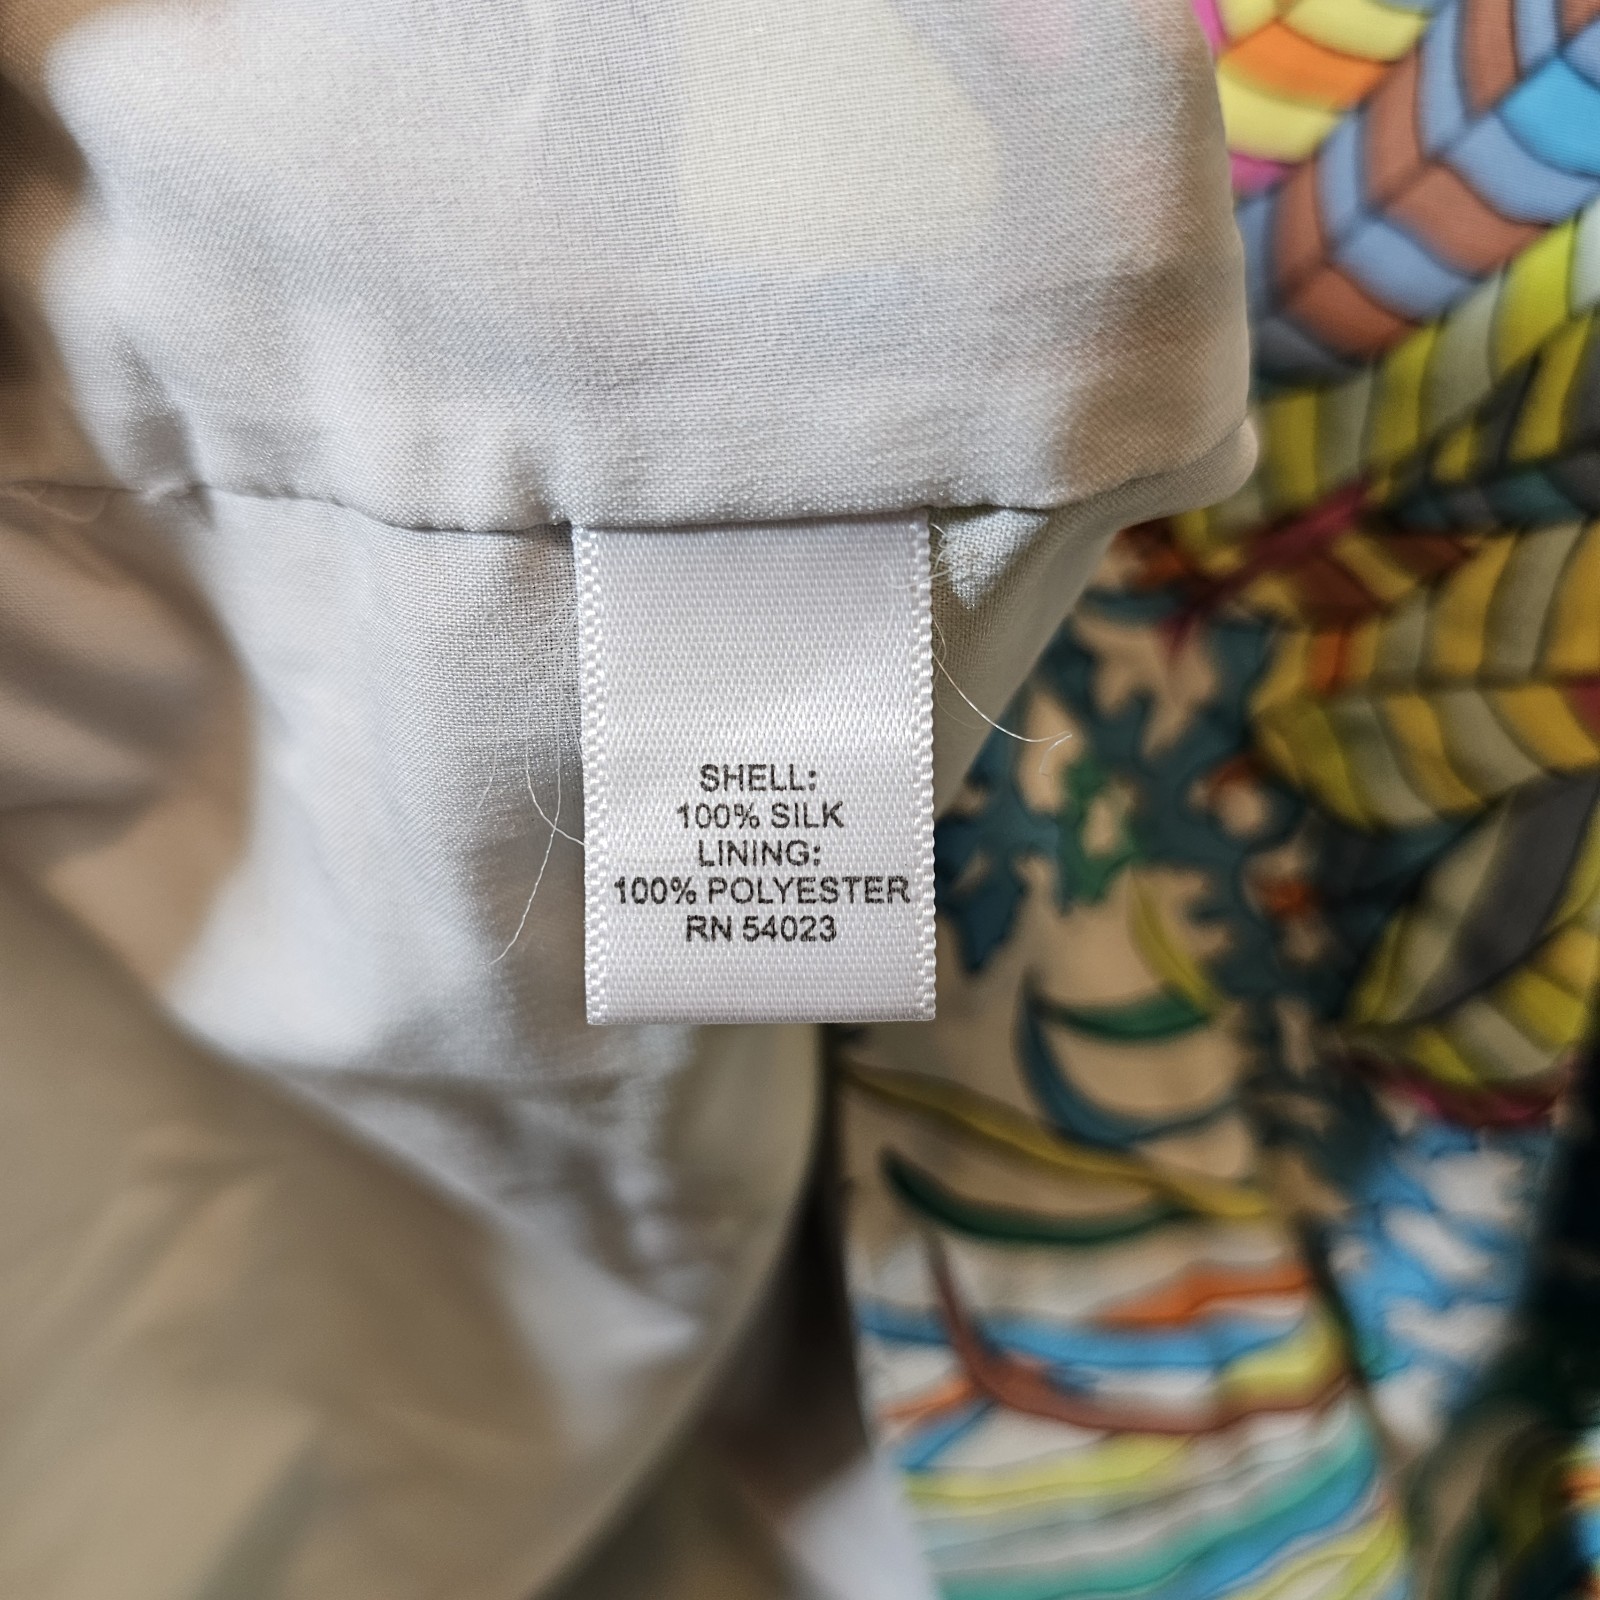 SHELL:
100% SILK
LINING:
100% POLYESTER
RN 54023